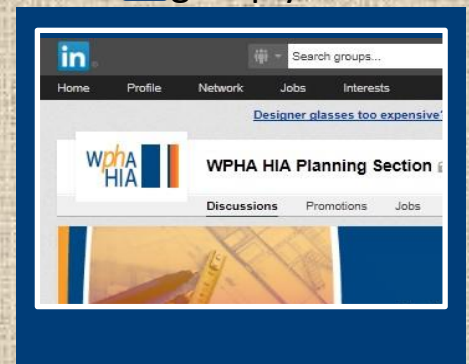 in
Search groups...
Home Profile Network Jobs Interests
Designer glasses too expensive?
WphA
HIA
WPHA HIA Planning Section
Discussions Promotions Jobs